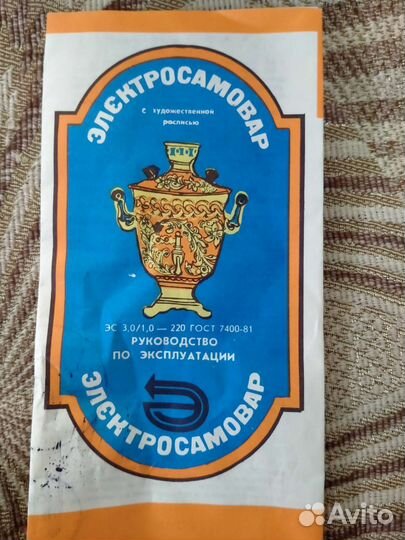 ЭЛЕКТРОСАМОВАР
с художественной
росписью
ЭС 3,0/1,0 — 220 ГОСТ 7400-81
РУКОВОДСТВО
ПО ЭКСПЛУАТАЦИИ
ЭЛЕКТРОСАМОВАР
Avito